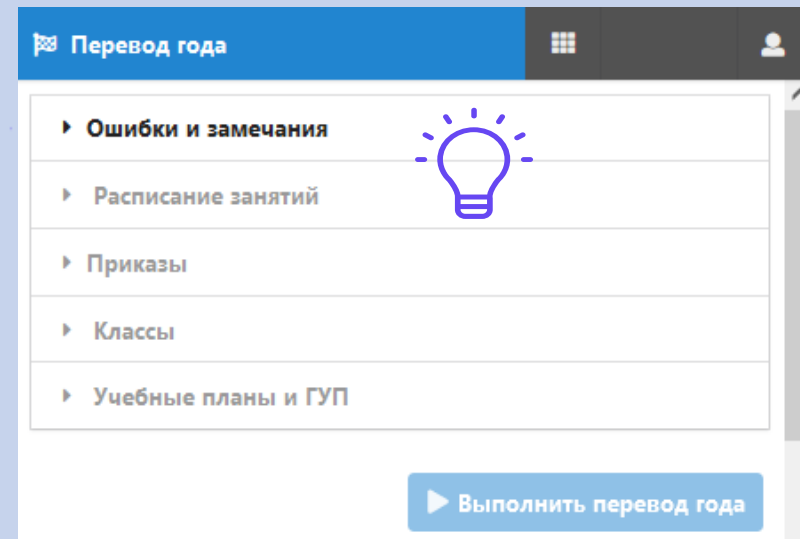 Перевод года
Ошибки и замечания
Расписание занятий
Приказы
Классы
Учебные планы и ГУП
Выполнить перевод года